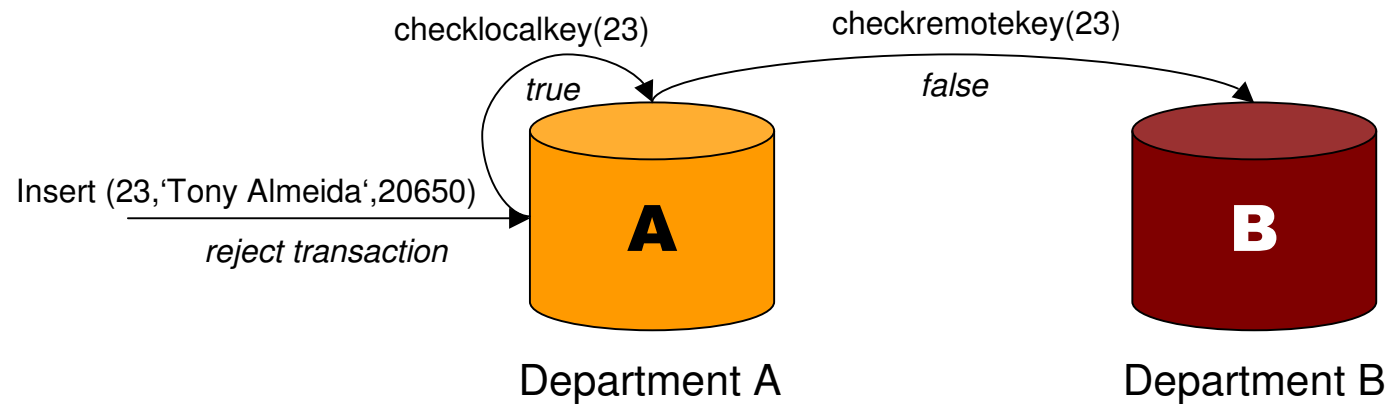 checklocalkey(23)
checkremotekey(23)
true
false
Insert (23,‘Tony Almeida‘,20650)
reject transaction
A
B
Department A
Department B